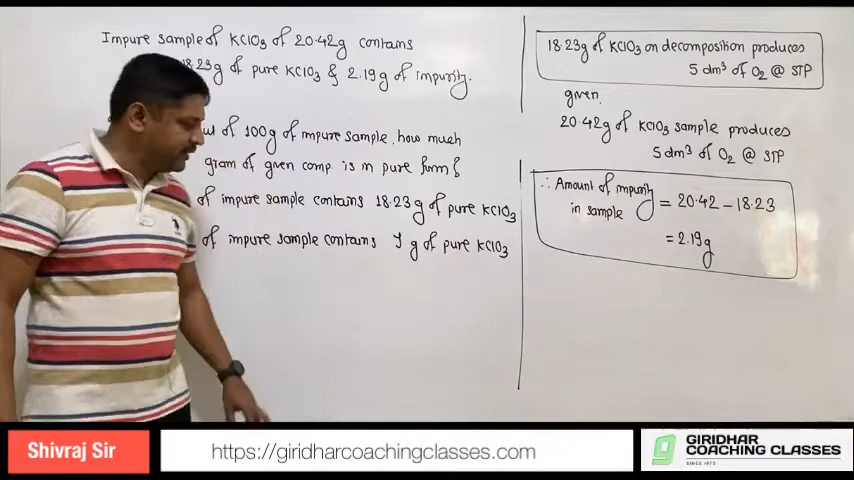 Impure sample of KClO3 of 20.42g contains
18.23g of pure KClO3 & 2.19g of impurity.
out of 100g of impure sample, how much
gram of given comp. is in pure form?
of impure sample contains 18.23g of pure KClO3
of impure sample contains y g of pure KClO3
18.23g of KClO3 on decomposition produces
5 dm³ of O2 @ STP
given,
20.42g of KClO3 sample produces
5 dm³ of O2 @ STP
∴ Amount of impurity = 20.42 – 18.23
in sample
= 2.19g
Shivraj Sir
https://giridharcoachingclasses.com
GIRIDHAR
COACHING CLASSES